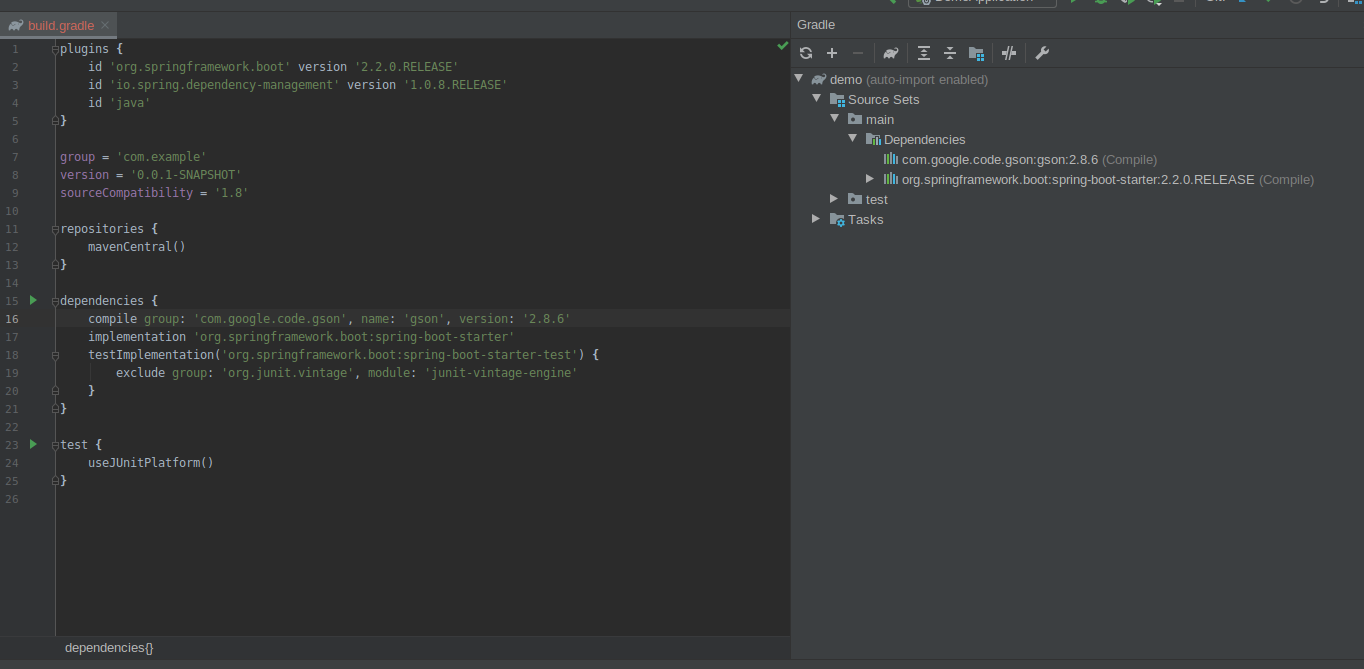 build.gradle
1 plugins {
2 id 'org.springframework.boot' version '2.2.0.RELEASE'
3 id 'io.spring.dependency-management' version '1.0.8.RELEASE'
4 id 'java'
5 }
6
7 group = 'com.example'
8 version = '0.0.1-SNAPSHOT'
9 sourceCompatibility = '1.8'
10
11 repositories {
12 mavenCentral()
13 }
14
15 dependencies {
16 compile group: 'com.google.code.gson', name: 'gson', version: '2.8.6'
17 implementation 'org.springframework.boot:spring-boot-starter'
18 testImplementation('org.springframework.boot:spring-boot-starter-test') {
19 exclude group: 'org.junit.vintage', module: 'junit-vintage-engine'
20 }
21 }
22
23 test {
24 useJUnitPlatform()
25 }
26
dependencies{}
Gradle
demo (auto-import enabled)
Source Sets
main
Dependencies
com.google.code.gson:gson:2.8.6 (Compile)
org.springframework.boot:spring-boot-starter:2.2.0.RELEASE (Compile)
test
Tasks